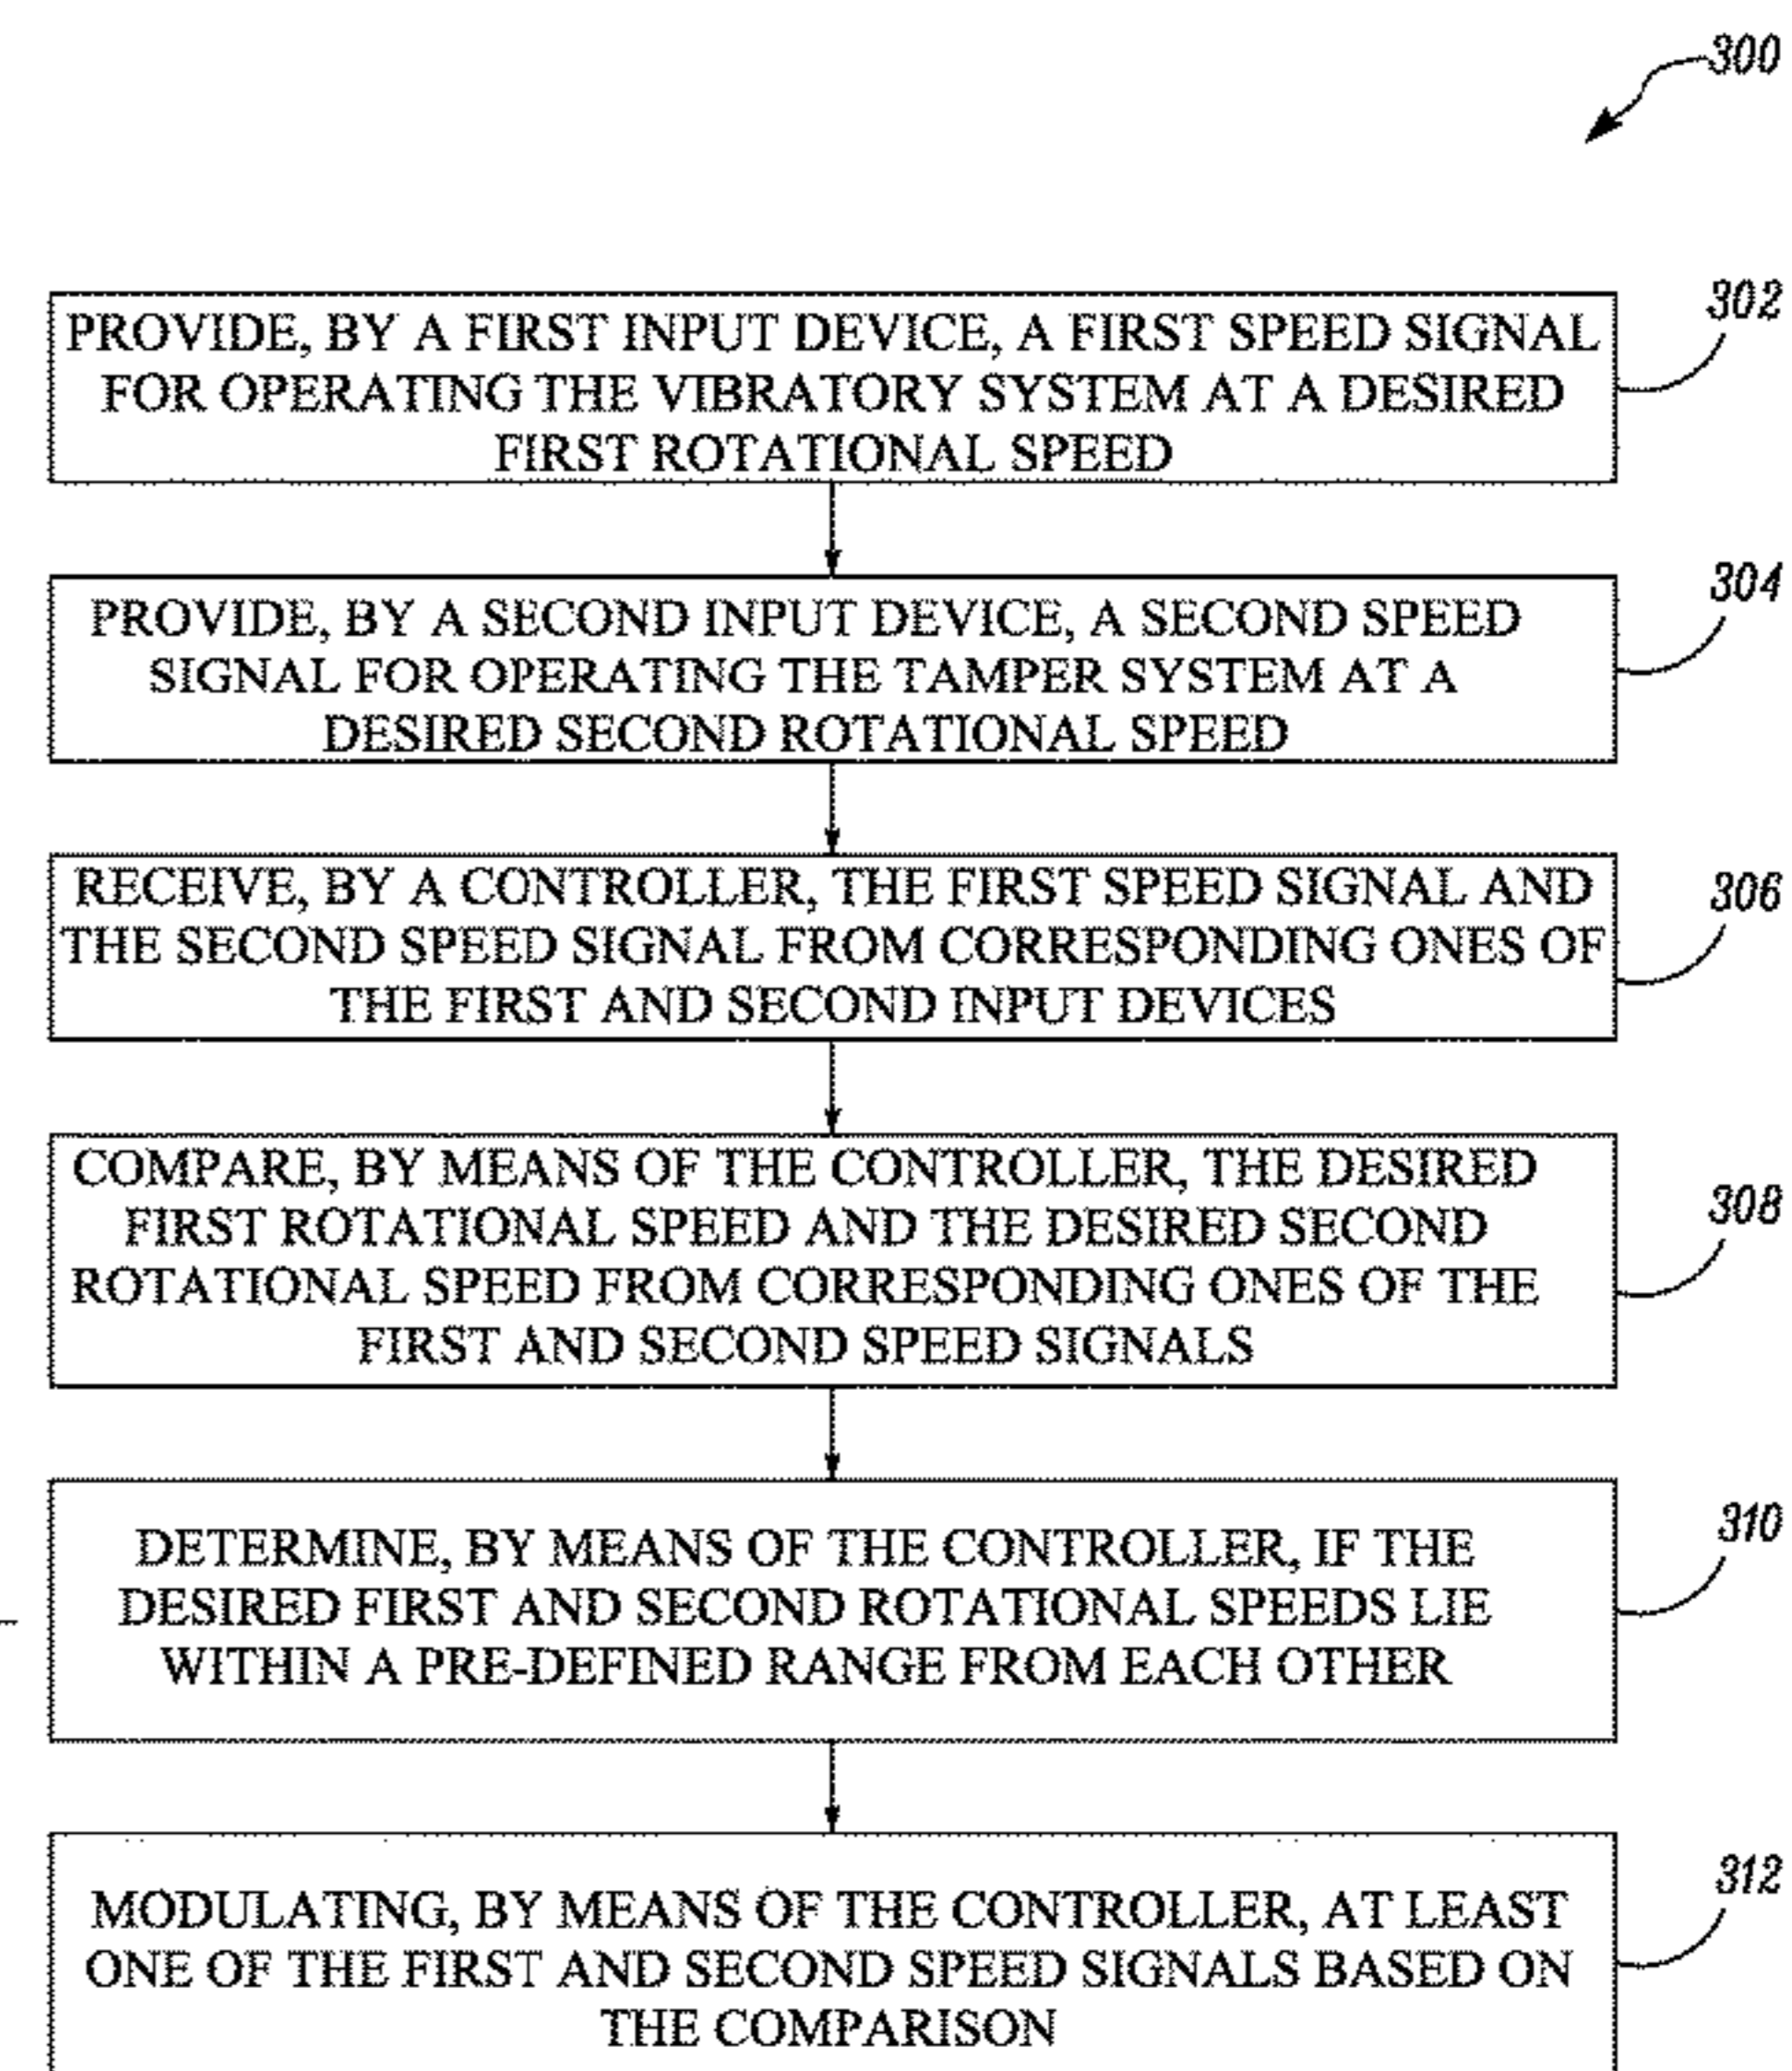 300
302
PROVIDE, BY A FIRST INPUT DEVICE, A FIRST SPEED SIGNAL
FOR OPERATING THE VIBRATORY SYSTEM AT A DESIRED
FIRST ROTATIONAL SPEED
304
PROVIDE, BY A SECOND INPUT DEVICE, A SECOND SPEED
SIGNAL FOR OPERATING THE TAMPER SYSTEM AT A
DESIRED SECOND ROTATIONAL SPEED
306
RECEIVE, BY A CONTROLLER, THE FIRST SPEED SIGNAL AND
THE SECOND SPEED SIGNAL FROM CORRESPONDING ONES OF
THE FIRST AND SECOND INPUT DEVICES
308
COMPARE, BY MEANS OF THE CONTROLLER, THE DESIRED
FIRST ROTATIONAL SPEED AND THE DESIRED SECOND
ROTATIONAL SPEED FROM CORRESPONDING ONES OF THE
FIRST AND SECOND SPEED SIGNALS
310
DETERMINE, BY MEANS OF THE CONTROLLER, IF THE
DESIRED FIRST AND SECOND ROTATIONAL SPEEDS LIE
WITHIN A PRE-DEFINED RANGE FROM EACH OTHER
312
MODULATING, BY MEANS OF THE CONTROLLER, AT LEAST
ONE OF THE FIRST AND SECOND SPEED SIGNALS BASED ON
THE COMPARISON